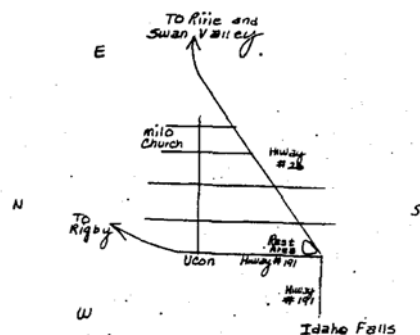 TO Ririe and
Swan Valley
E
Milo
Church
Hiway
# 26
N
S
TO
Rigby
Rest
Area
Ucon
Hiway # 191
Hiway
# 191
W
Idaho Falls